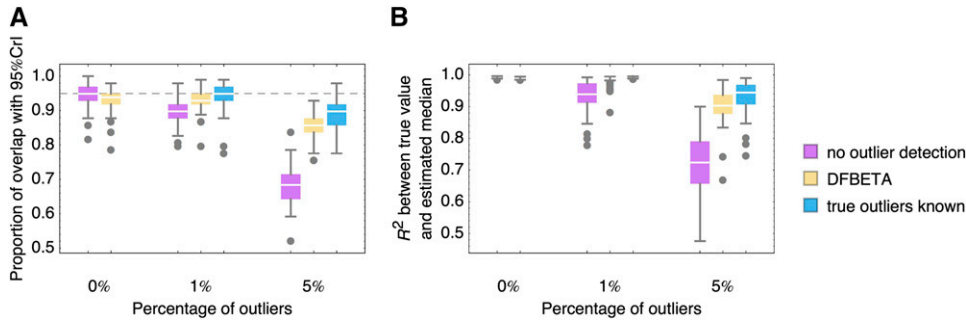 A
Proportion of overlap with 95%CrI
1.0
0.9
0.8
0.7
0.6
0.5
0%
1%
5%
Percentage of outliers
B
R² between true value
and estimated median
1.0
0.9
0.8
0.7
0.6
0.5
0%
1%
5%
Percentage of outliers
no outlier detection
DFBETA
true outliers known